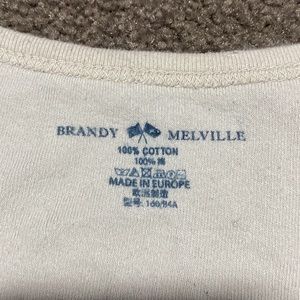 BRANDY MELVILLE
100% COTTON
100% 棉
MADE IN EUROPE
欧洲制造
型号: 160/84A